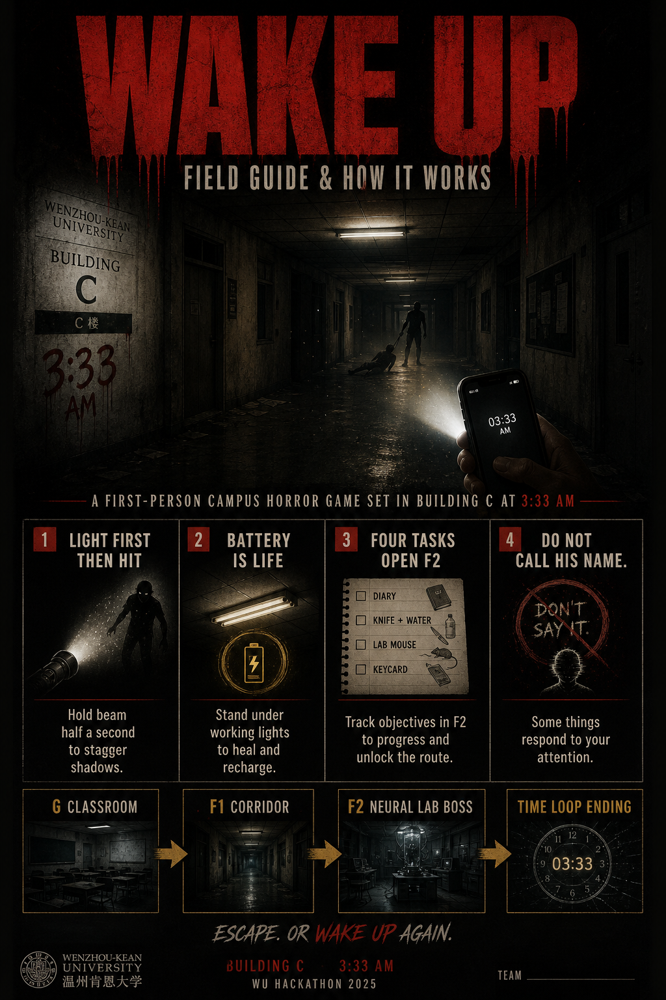 WAKE UP
FIELD GUIDE & HOW IT WORKS
WENZHOU-KEAN
UNIVERSITY
BUILDING
C
C 楼
3:33
AM
03:33
AM
A FIRST-PERSON CAMPUS HORROR GAME SET IN BUILDING C AT 3:33 AM
1 LIGHT FIRST
THEN HIT
Hold beam
half a second
to stagger
shadows.
2 BATTERY
IS LIFE
Stand under
working lights
to heal and
recharge.
3 FOUR TASKS
OPEN F2
DIARY
KNIFE + WATER
LAB MOUSE
KEYCARD
Track objectives in F2
to progress and
unlock the route.
4 DO NOT
CALL HIS NAME.
DON'T
SAY IT.
Some things
respond to your
attention.
G CLASSROOM
F1 CORRIDOR
F2 NEURAL LAB BOSS
TIME LOOP ENDING
12
11 1
10 2
9 03:33 3
8 4
7 5
6
ESCAPE. OR WAKE UP AGAIN.
WENZHOU-KEAN
UNIVERSITY
温州肯恩大学
BUILDING C 3:33 AM
WU HACKATHON 2025
TEAM